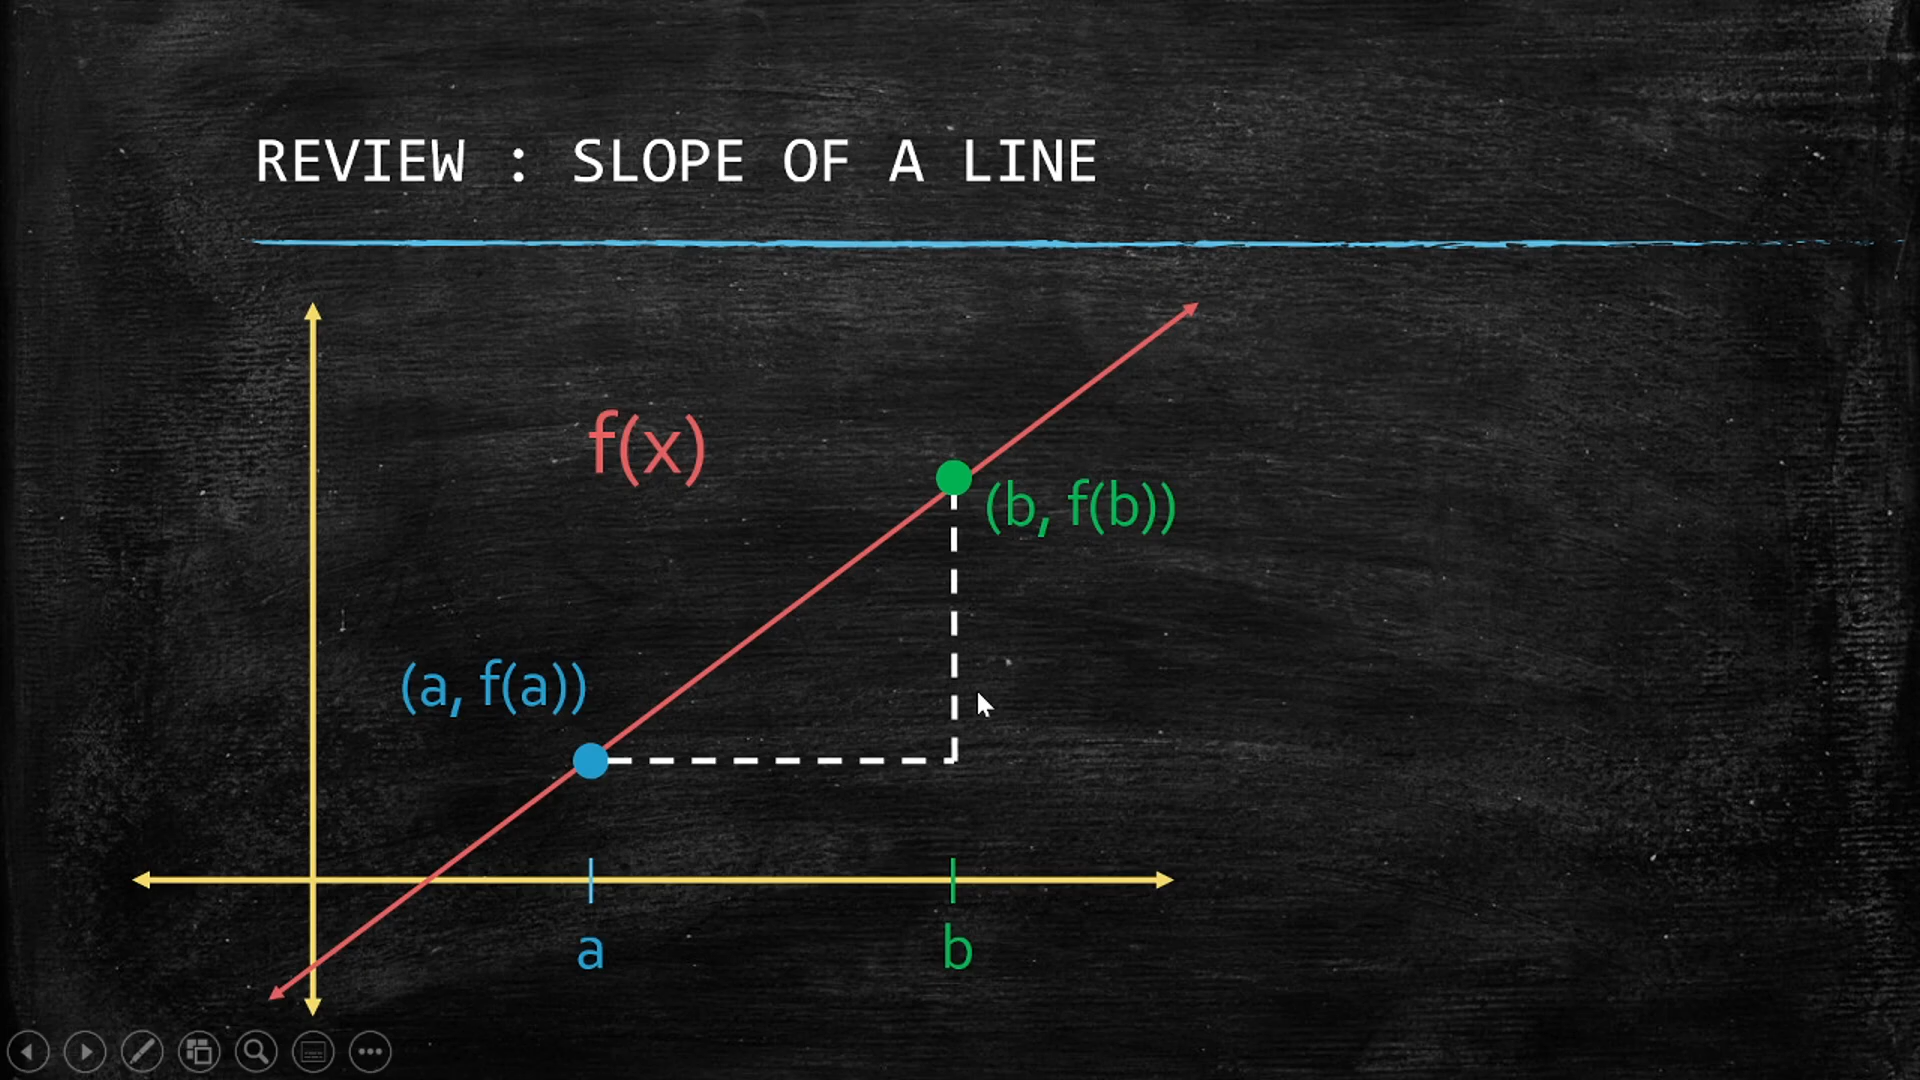 REVIEW : SLOPE OF A LINE
f(x)
(b, f(b))
(a, f(a))
a
b